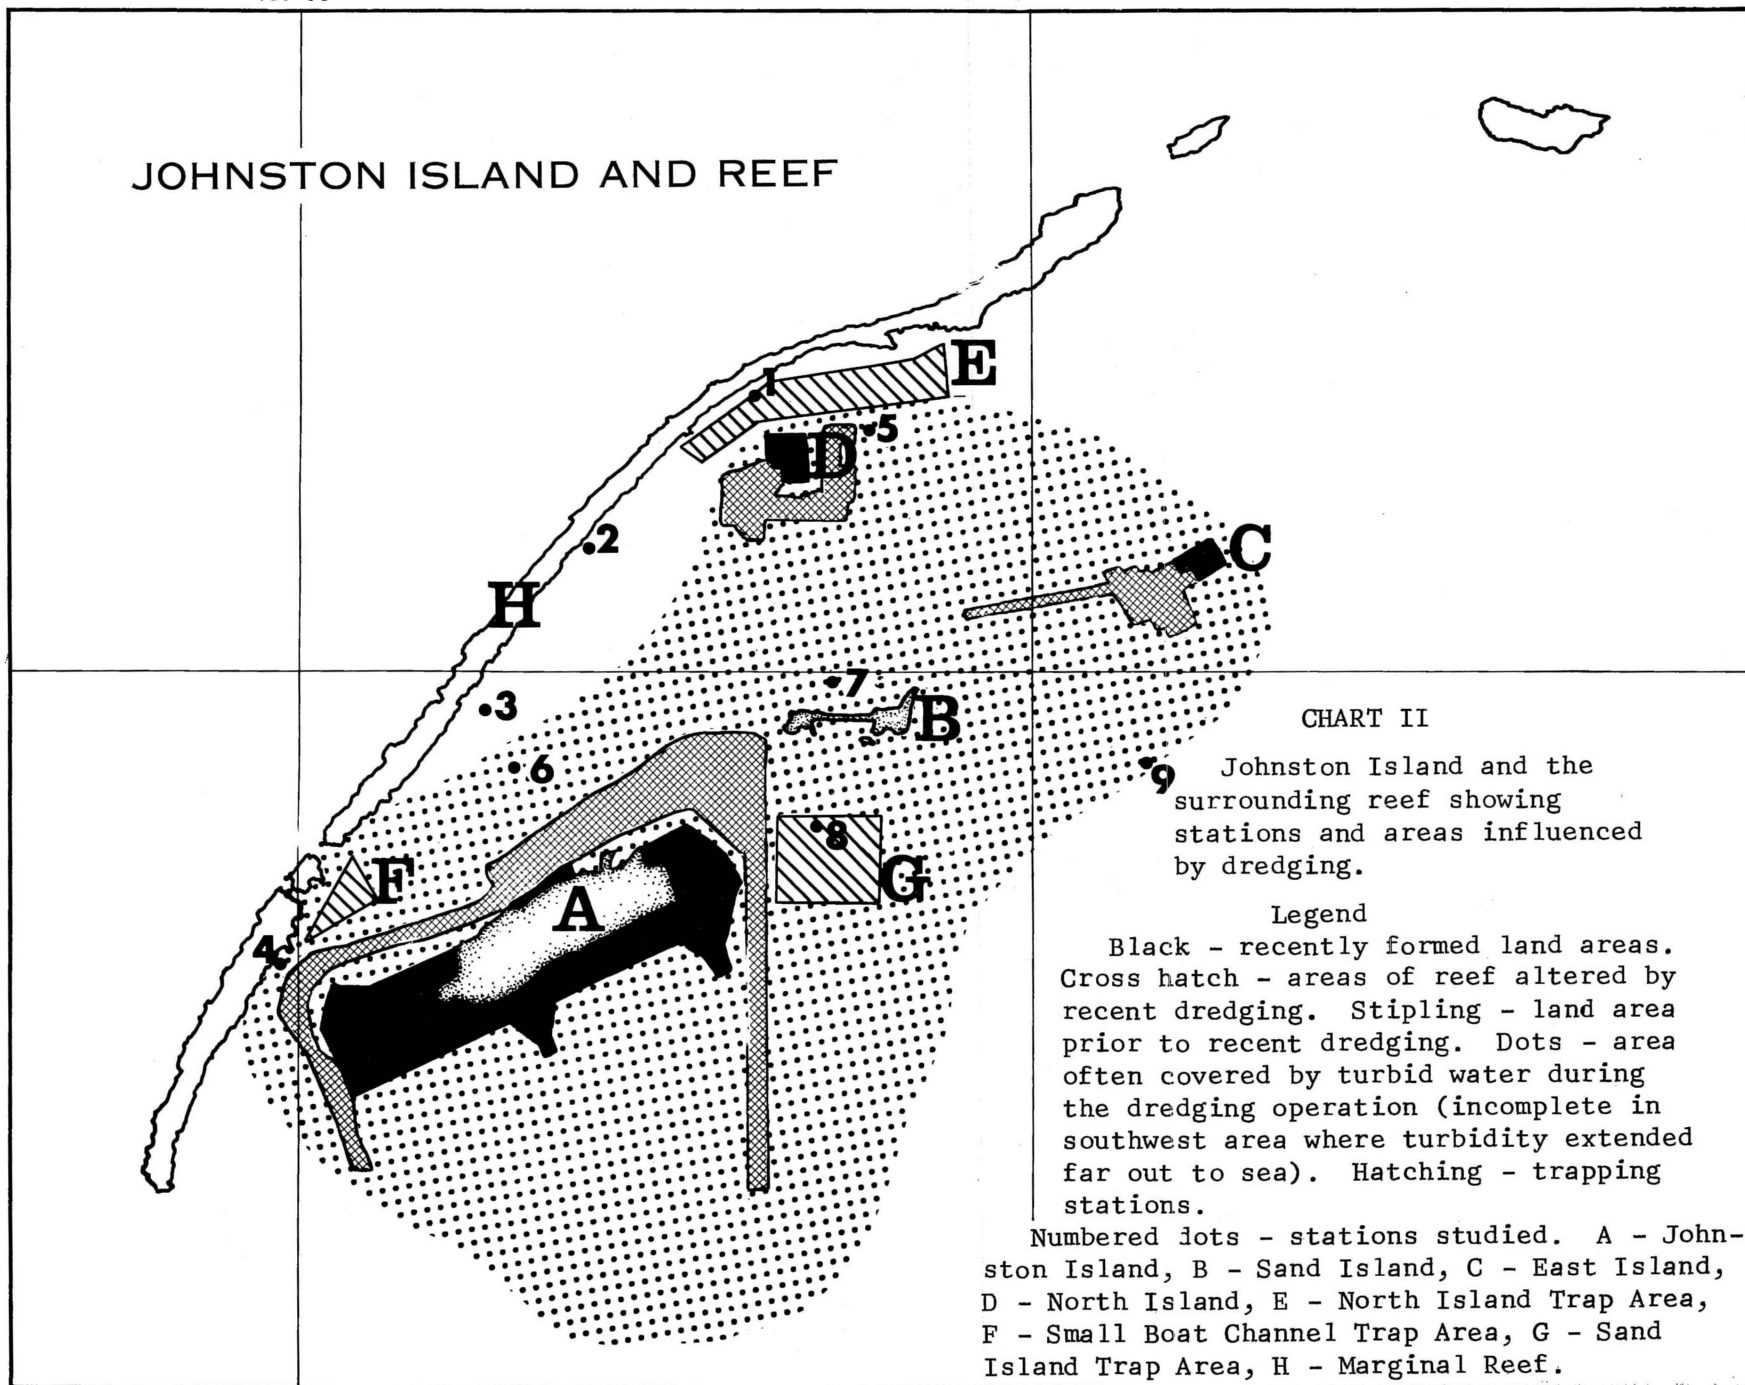 JOHNSTON ISLAND AND REEF
E
1
5
D
2
C
H
7
3
B
6
9
8
F
G
A
4
CHART II
Johnston Island and the
surrounding reef showing
stations and areas influenced
by dredging.
Legend
Black - recently formed land areas.
Cross hatch - areas of reef altered by
recent dredging. Stipling - land area
prior to recent dredging. Dots - area
often covered by turbid water during
the dredging operation (incomplete in
southwest area where turbidity extended
far out to sea). Hatching - trapping
stations.
Numbered dots - stations studied. A - John-
ston Island, B - Sand Island, C - East Island,
D - North Island, E - North Island Trap Area,
F - Small Boat Channel Trap Area, G - Sand
Island Trap Area, H - Marginal Reef.